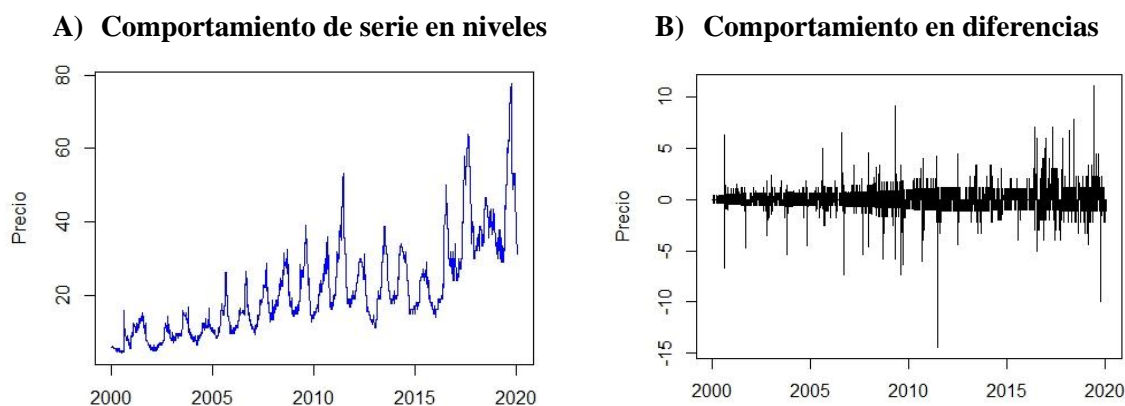 A) Comportamiento de serie en niveles
Precio
80
60
40
20
2000 2005 2010 2015 2020
B) Comportamiento en diferencias
Precio
10
5
0
-5
-10
-15
2000 2005 2010 2015 2020